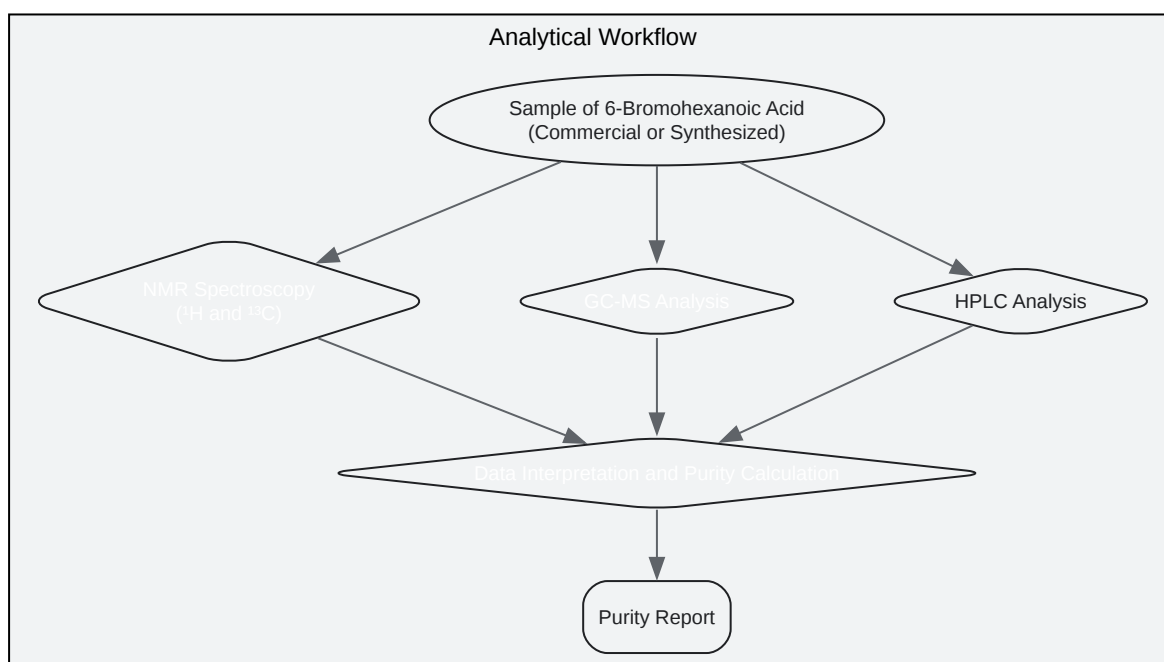 Analytical Workflow
Sample of 6-Bromohexanoic Acid
(Commercial or Synthesized)
NMR Spectroscopy
(¹H and ¹³C)
GC-MS Analysis
HPLC Analysis
Data Interpretation and Purity Calculation
Purity Report